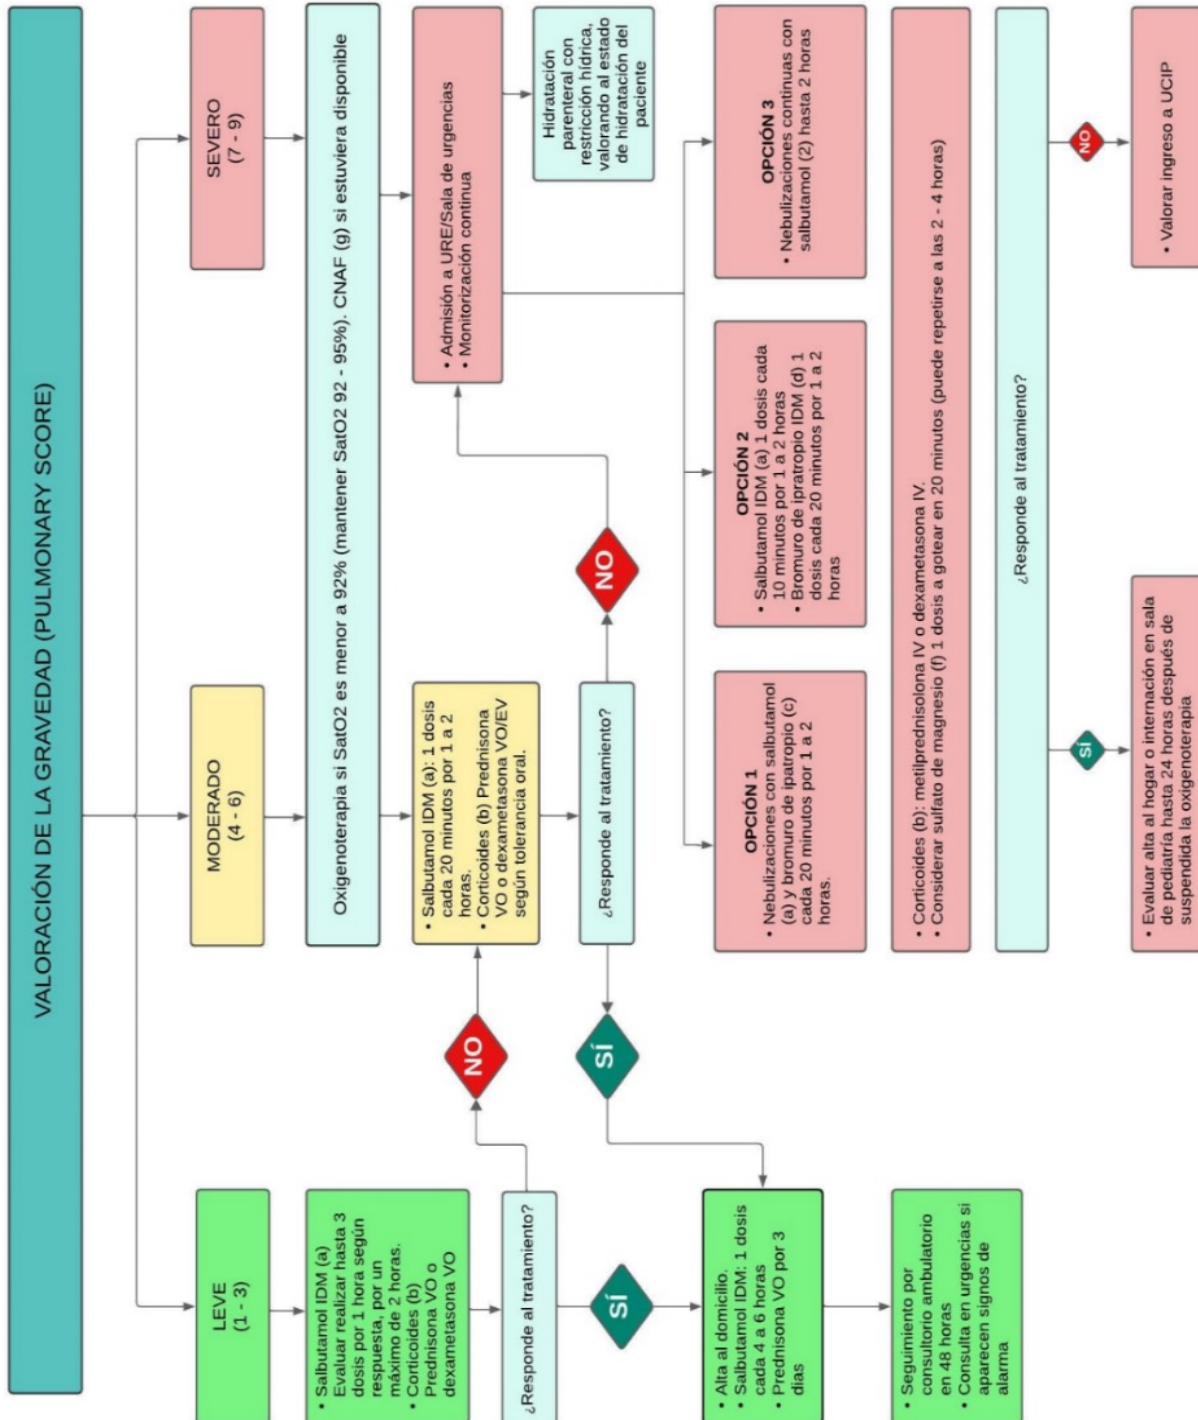 VALORACIÓN DE LA GRAVEDAD (PULMONARY SCORE)
LEVE
(1 - 3)
MODERADO
(4 - 6)
SEVERO
(7 - 9)
• Salbutamol IDM (a)
Evaluar realizar hasta 3
dosis por 1 hora según
respuesta, por un
máximo de 2 horas.
• Corticoides (b)
Prednisona VO o
dexametasona VO
¿Responde al tratamiento?
NO
SÍ
• Alta al domicilio.
• Salbutamol IDM: 1 dosis
cada 4 a 6 horas
• Prednisona VO por 3
dias
• Seguimiento por
consultorio ambulatorio
en 48 horas
• Consulta en urgencias si
aparecen signos de
alarma
Oxigenoterapia si SatO2 es menor a 92% (mantener SatO2 92 - 95%). CNAF (g) si estuviera disponible
• Salbutamol IDM (a): 1 dosis
cada 20 minutos por 1 a 2
horas.
• Corticoides (b) Prednisona
VO o dexametasona VO/EV
según tolerancia oral.
¿Responde al tratamiento?
SÍ
NO
• Admisión a URE/Sala de urgencias
• Monitorización continua
Hidratación
parenteral con
restricción hídrica,
valorando al estado
de hidratación del
paciente
OPCIÓN 1
• Nebulizaciones con salbutamol
(a) y bromuro de ipatropio (c)
cada 20 minutos por 1 a 2
horas.
OPCIÓN 2
• Salbutamol IDM (a) 1 dosis cada
10 minutos por 1 a 2 horas
• Bromuro de ipratropio IDM (d) 1
dosis cada 20 minutos por 1 a 2
horas
OPCIÓN 3
• Nebulizaciones continuas con
salbutamol (2) hasta 2 horas
• Corticoides (b): metilprednisolona IV o dexametasona IV.
• Considerar sulfato de magnesio (f) 1 dosis a gotear en 20 minutos (puede repetirse a las 2 - 4 horas)
¿Responde al tratamiento?
SÍ
NO
• Evaluar alta al hogar o internación en sala
de pediatría hasta 24 horas después de
suspendida la oxigenoterapia
• Valorar ingreso a UCIP